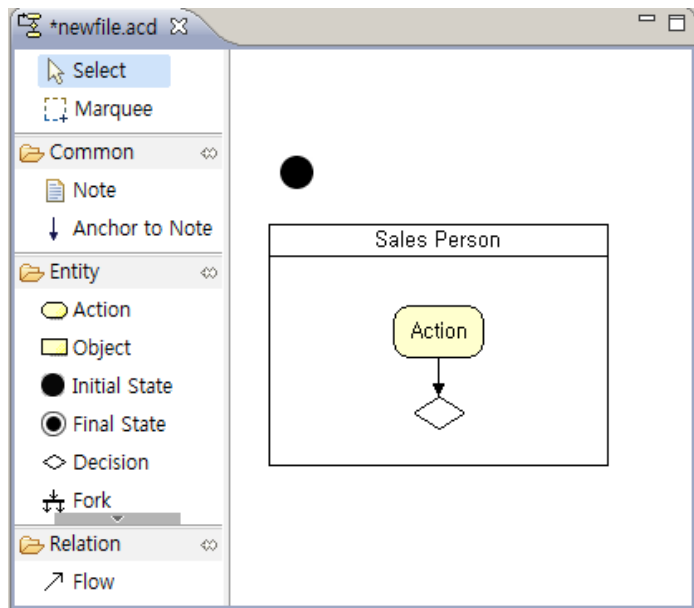 *newfile.acd
Select
Marquee
Common
Note
Anchor to Note
Entity
Action
Object
Initial State
Final State
Decision
Fork
Relation
Flow
Sales Person
Action